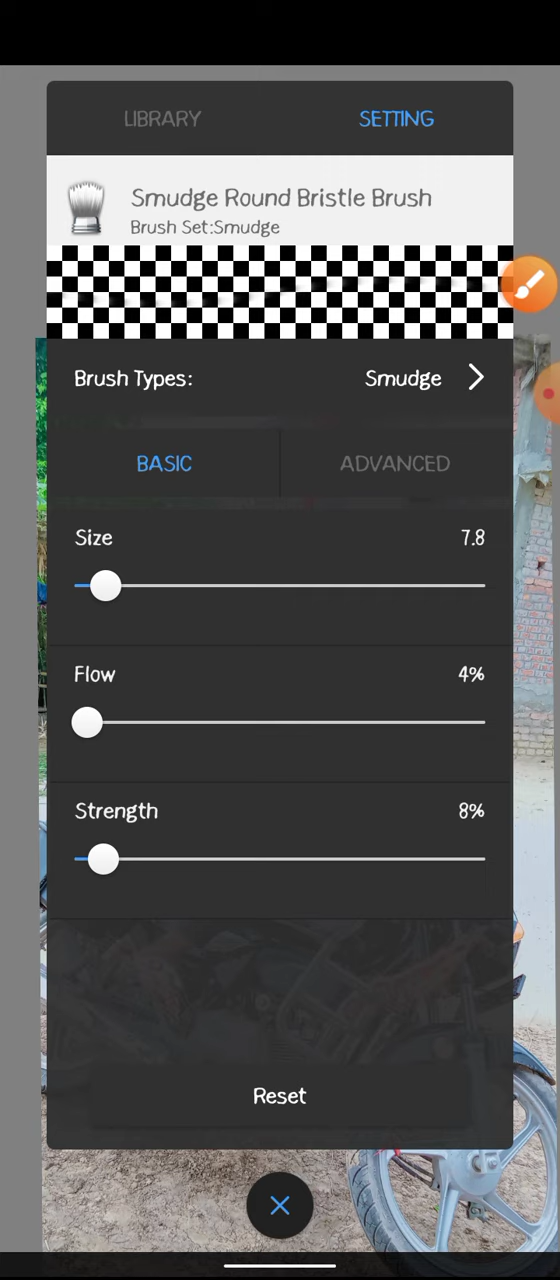 LIBRARY SETTING
Smudge Round Bristle Brush
Brush Set:Smudge
Brush Types: Smudge
BASIC ADVANCED
Size 7.8
Flow 4%
Strength 8%
Reset